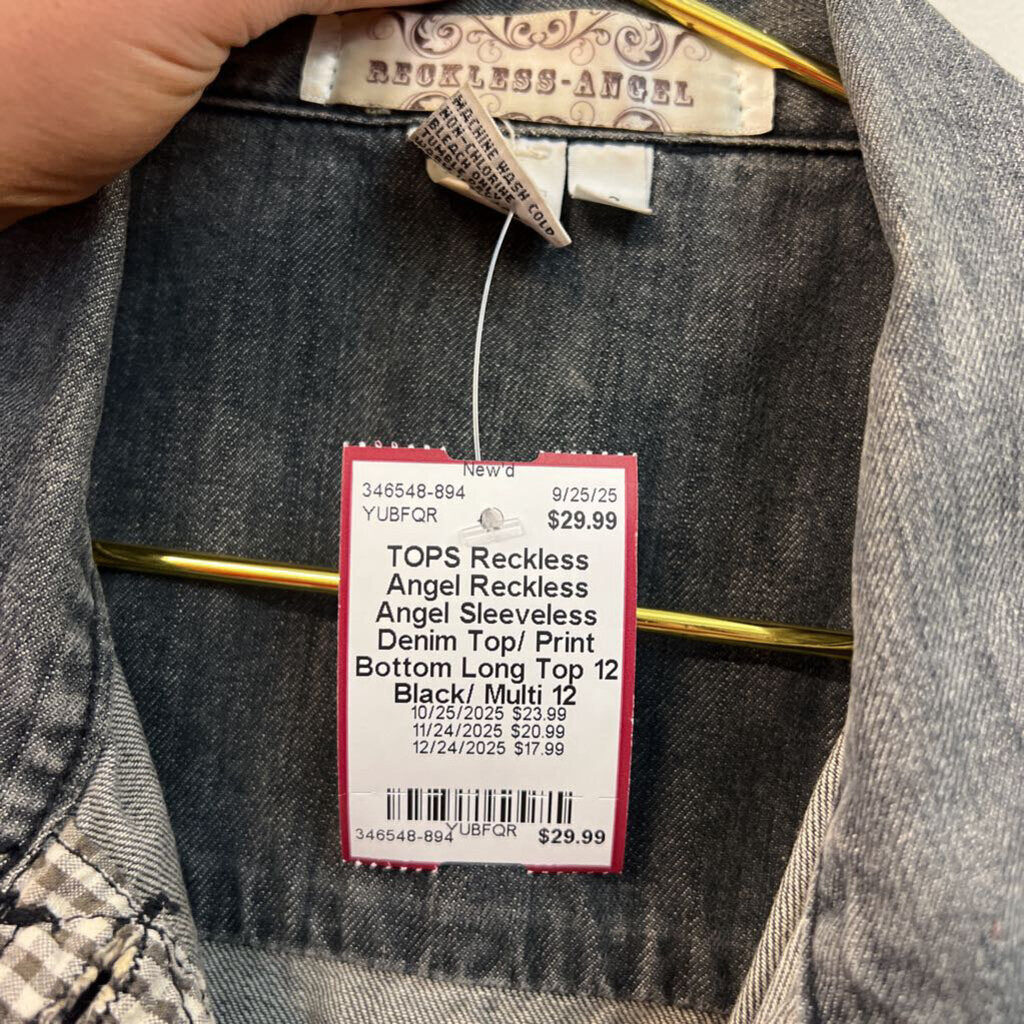 RECKLESS-ANGEL
MACHINE WASH COLD
NON-CHLORINE
BLEACH ONLY
New'd
346548-894 9/25/25
YUBFQR $29.99
TOPS Reckless
Angel Reckless
Angel Sleeveless
Denim Top/ Print
Bottom Long Top 12
Black/ Multi 12
10/25/2025 $23.99
11/24/2025 $20.99
12/24/2025 $17.99
346548-894 YUBFQR $29.99